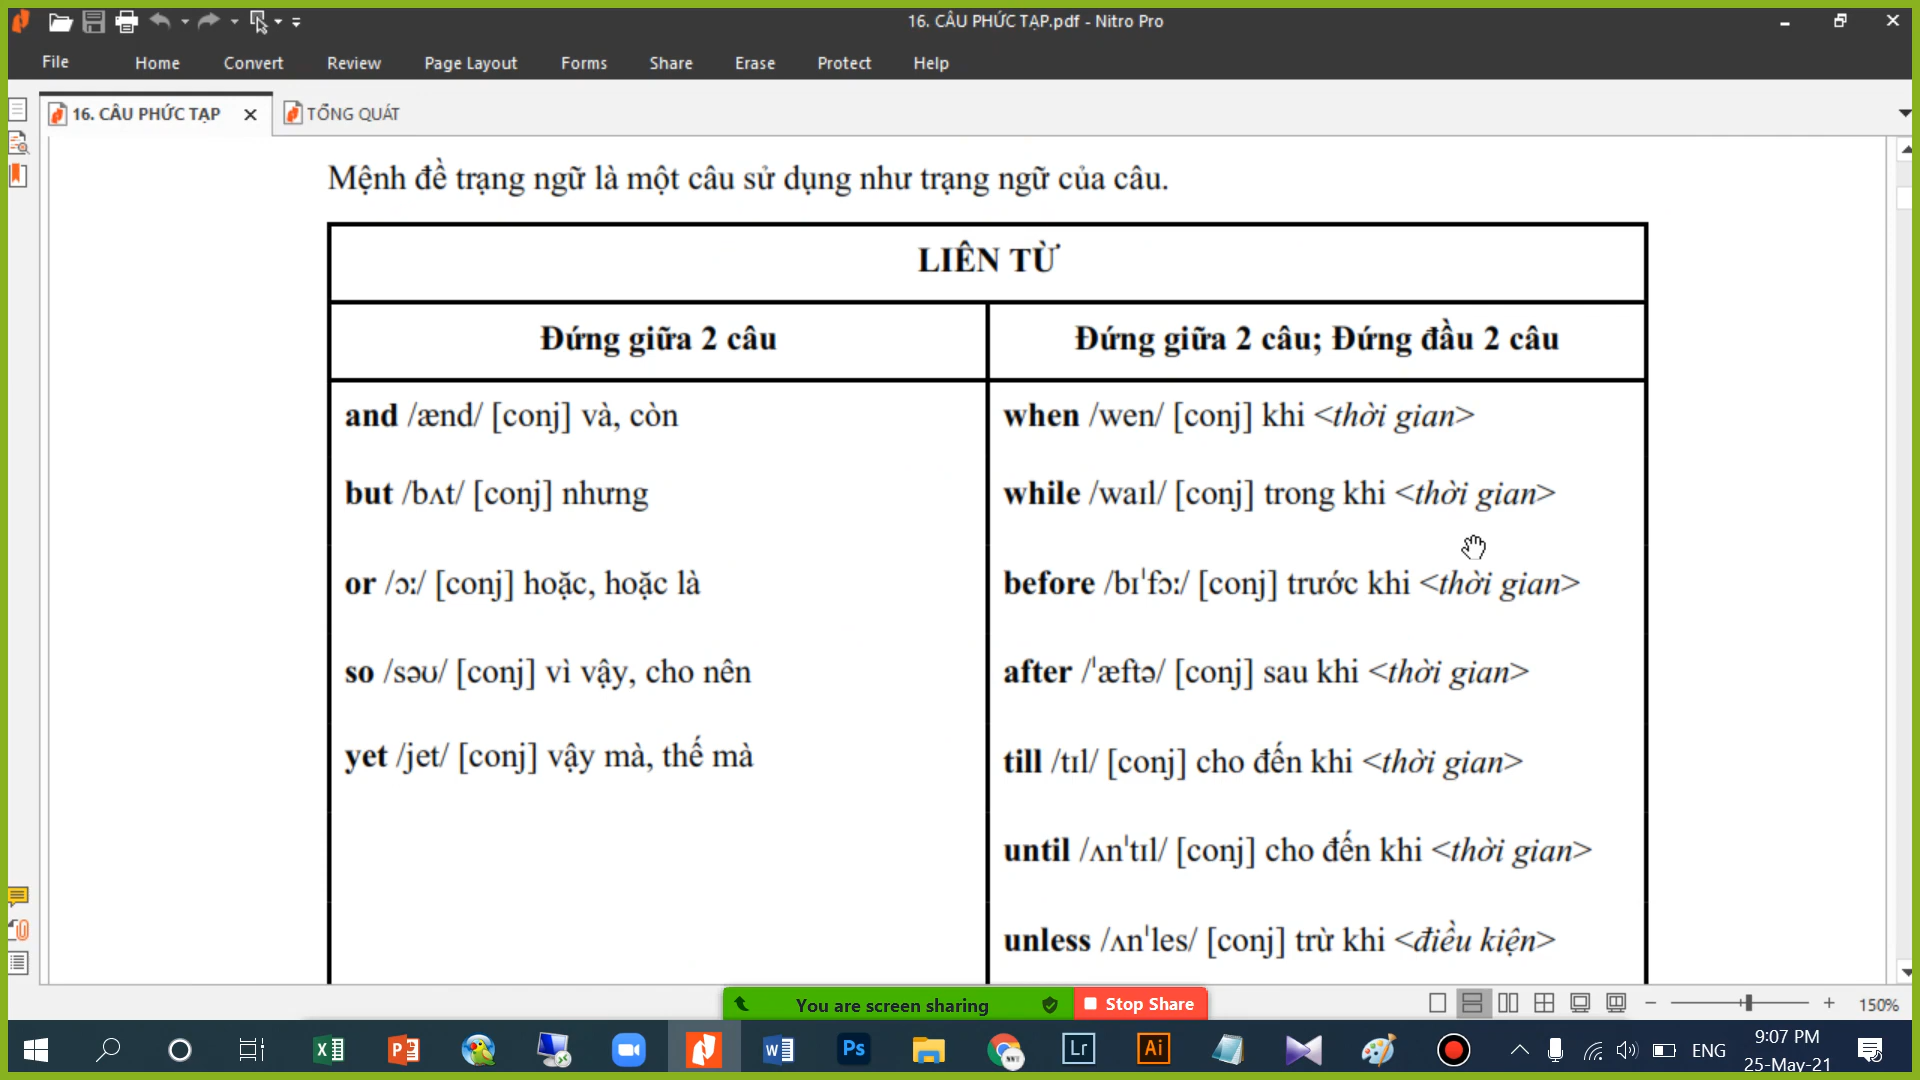 16. CÂU PHỨC TẠP.pdf - Nitro Pro
File Home Convert Review Page Layout Forms Share Erase Protect Help
16. CÂU PHỨC TẠP TỔNG QUÁT
Mệnh đề trạng ngữ là một câu sử dụng như trạng ngữ của câu.
LIÊN TỪ
Đứng giữa 2 câu
Đứng giữa 2 câu; Đứng đầu 2 câu
and /ænd/ [conj] và, còn
but /bʌt/ [conj] nhưng
or /ɔː/ [conj] hoặc, hoặc là
so /səʊ/ [conj] vì vậy, cho nên
yet /jet/ [conj] vậy mà, thế mà
when /wen/ [conj] khi <thời gian>
while /waɪl/ [conj] trong khi <thời gian>
before /bɪˈfɔː/ [conj] trước khi <thời gian>
after /ˈæftə/ [conj] sau khi <thời gian>
till /tɪl/ [conj] cho đến khi <thời gian>
until /ʌnˈtɪl/ [conj] cho đến khi <thời gian>
unless /ʌnˈles/ [conj] trừ khi <điều kiện>
You are screen sharing Stop Share
150%
Ps Lr Ai
ENG
9:07 PM
25-May-21